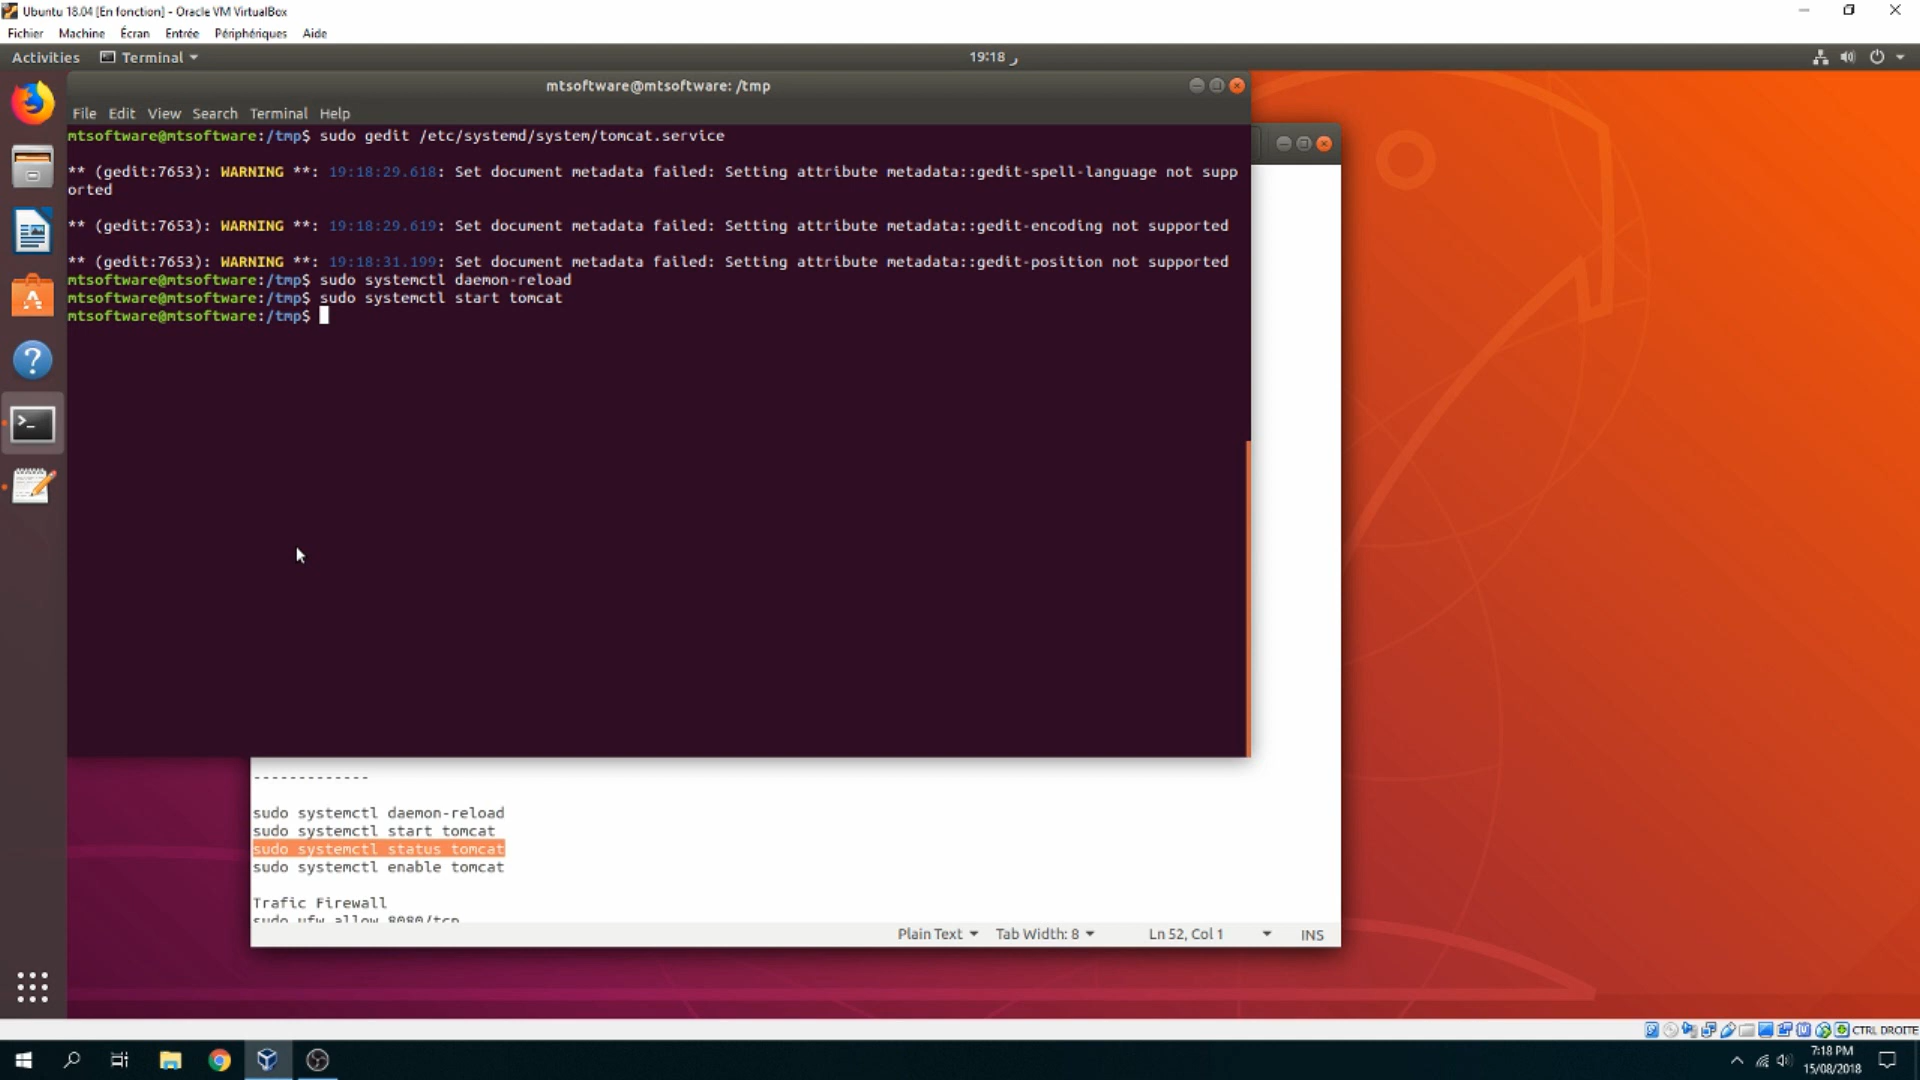 Ubuntu 18.04 [En fonction] - Oracle VM VirtualBox
Fichier Machine Écran Entrée Périphériques Aide
Activities Terminal 19:18 ر
mtsoftware@mtsoftware: /tmp
File Edit View Search Terminal Help
mtsoftware@mtsoftware:/tmp$ sudo gedit /etc/systemd/system/tomcat.service
** (gedit:7653): WARNING **: 19:18:29.618: Set document metadata failed: Setting attribute metadata::gedit-spell-language not supp
orted
** (gedit:7653): WARNING **: 19:18:29.619: Set document metadata failed: Setting attribute metadata::gedit-encoding not supported
** (gedit:7653): WARNING **: 19:18:31.199: Set document metadata failed: Setting attribute metadata::gedit-position not supported
mtsoftware@mtsoftware:/tmp$ sudo systemctl daemon-reload
mtsoftware@mtsoftware:/tmp$ sudo systemctl start tomcat
mtsoftware@mtsoftware:/tmp$
-------------
sudo systemctl daemon-reload
sudo systemctl start tomcat
sudo systemctl status tomcat
sudo systemctl enable tomcat
Trafic Firewall
sudo ufw allow 8080/tcp
Plain Text Tab Width: 8 Ln 52, Col 1 INS
CTRL DROITE
7:18 PM
15/08/2018